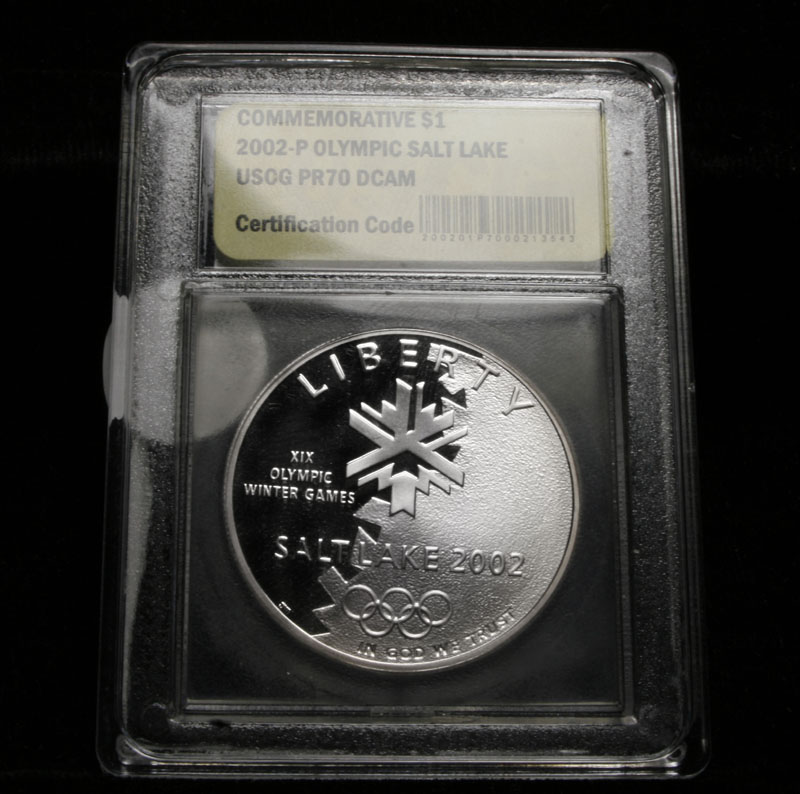 COMMEMORATIVE $1
2002-P OLYMPIC SALT LAKE
USCG PR70 DCAM
Certification Code
200201P7000213543
LIBERTY
XIX
OLYMPIC
WINTER GAMES
SALT LAKE 2002
IN GOD WE TRUST